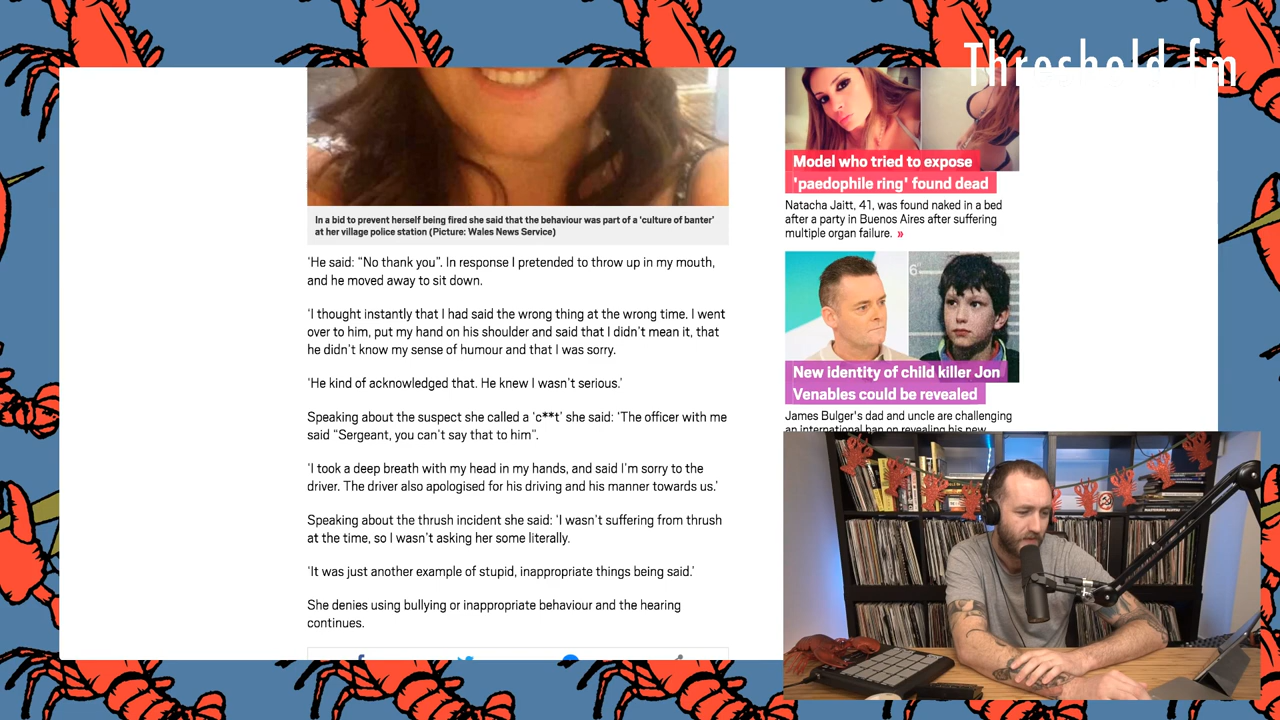 Threshold.fm
In a bid to prevent herself being fired she said that the behaviour was part of a 'culture of banter'
at her village police station (Picture: Wales News Service)
'He said: "No thank you". In response I pretended to throw up in my mouth,
and he moved away to sit down.
'I thought instantly that I had said the wrong thing at the wrong time. I went
over to him, put my hand on his shoulder and said that I didn't mean it, that
he didn't know my sense of humour and that I was sorry.
'He kind of acknowledged that. He knew I wasn't serious.'
Speaking about the suspect she called a 'c**t' she said: 'The officer with me
said "Sergeant, you can't say that to him".
'I took a deep breath with my head in my hands, and said I'm sorry to the
driver. The driver also apologised for his driving and his manner towards us.'
Speaking about the thrush incident she said: 'I wasn't suffering from thrush
at the time, so I wasn't asking her some literally.
'It was just another example of stupid, inappropriate things being said.'
She denies using bullying or inappropriate behaviour and the hearing
continues.
Model who tried to expose
'paedophile ring' found dead
Natacha Jaitt, 41, was found naked in a bed
after a party in Buenos Aires after suffering
multiple organ failure. »
6'
New identity of child killer Jon
Venables could be revealed
James Bulger's dad and uncle are challenging
an international ban on revealing his new